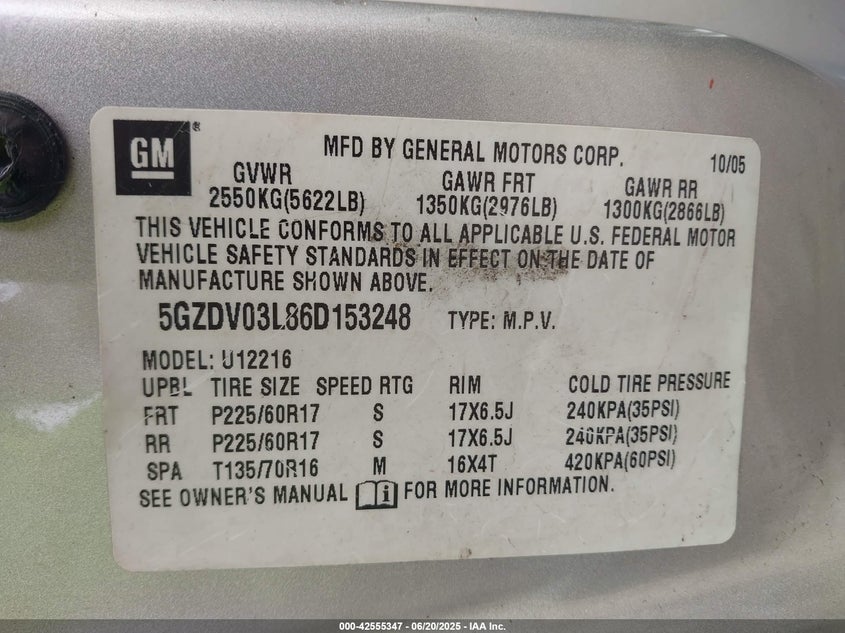 GM
MFD BY GENERAL MOTORS CORP. 10/05
GVWR GAWR FRT GAWR RR
2550KG(5622LB) 1350KG(2976LB) 1300KG(2866LB)
THIS VEHICLE CONFORMS TO ALL APPLICABLE U.S. FEDERAL MOTOR
VEHICLE SAFETY STANDARDS IN EFFECT ON THE DATE OF
MANUFACTURE SHOWN ABOVE.
5GZDV03L86D153248 TYPE: M.P.V.
MODEL: U12216
UPBL TIRE SIZE SPEED RTG RIM COLD TIRE PRESSURE
FRT P225/60R17 S 17X6.5J 240KPA(35PSI)
RR P225/60R17 S 17X6.5J 240KPA(35PSI)
SPA T135/70R16 M 16X4T 420KPA(60PSI)
SEE OWNER'S MANUAL i FOR MORE INFORMATION.
000-42555347 | 06/20/2025 - IAA Inc.